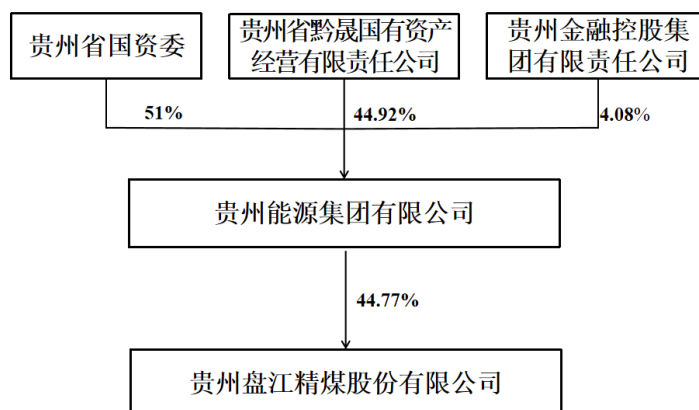 贵州省国资委
贵州省黔晟国有资产
经营有限责任公司
贵州金融控股集
团有限责任公司
51%
44.92%
4.08%
贵州能源集团有限公司
44.77%
贵州盘江精煤股份有限公司